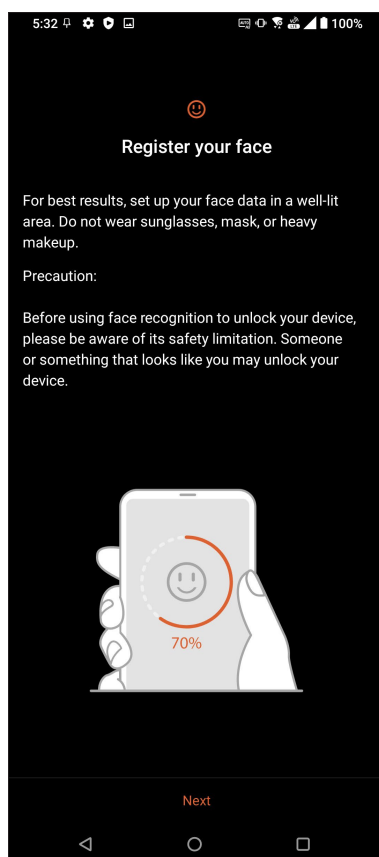 5:32 100%
Register your face
For best results, set up your face data in a well-lit
area. Do not wear sunglasses, mask, or heavy
makeup.
Precaution:
Before using face recognition to unlock your device,
please be aware of its safety limitation. Someone
or something that looks like you may unlock your
device.
70%
Next